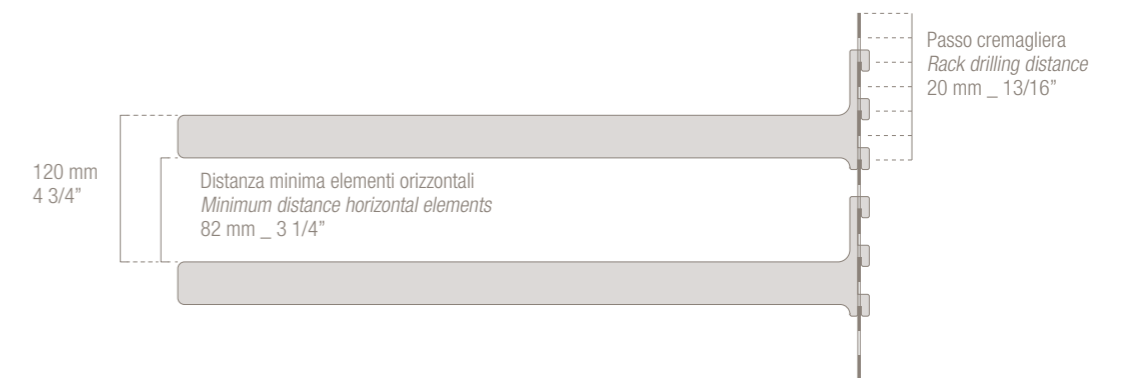 Passo cremagliera
Rack drilling distance
20 mm _ 13/16”
120 mm
4 3/4”
Distanza minima elementi orizzontali
Minimum distance horizontal elements
82 mm _ 3 1/4”